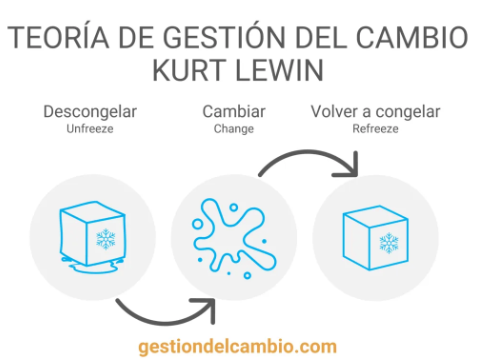 TEORÍA DE GESTIÓN DEL CAMBIO
KURT LEWIN
Descongelar
Unfreeze
Cambiar
Change
Volver a congelar
Refreeze
gestiondelcambio.com